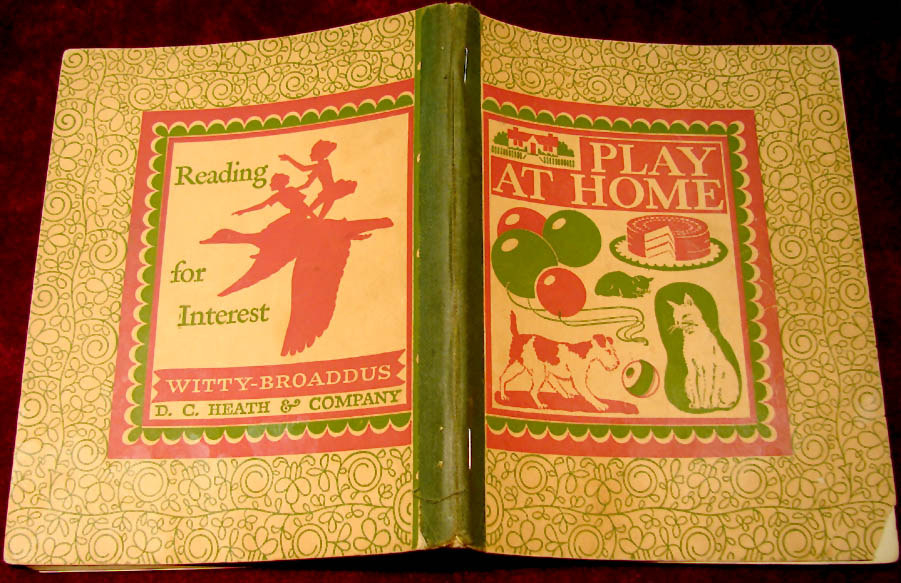 Reading
for
Interest
WITTY-BROADDUS
D. C. HEATH & COMPANY
PLAY
AT HOME